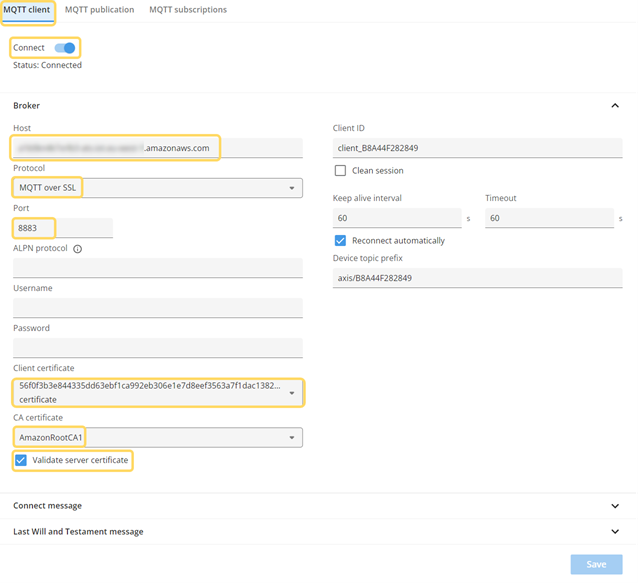 MQTT client MQTT publication MQTT subscriptions
Connect
Status: Connected
Broker
Host
.amazonaws.com
Protocol
MQTT over SSL
Port
8883
ALPN protocol
Username
Password
Client certificate
56f0f3b3e844335dd63ebf1ca992eb306e1e7d8eef3563a7f1dac1382...
certificate
CA certificate
AmazonRootCA1
Validate server certificate
Client ID
client_B8A44F282849
Clean session
Keep alive interval Timeout
60 s 60 s
Reconnect automatically
Device topic prefix
axis/B8A44F282849
Connect message
Last Will and Testament message
Save